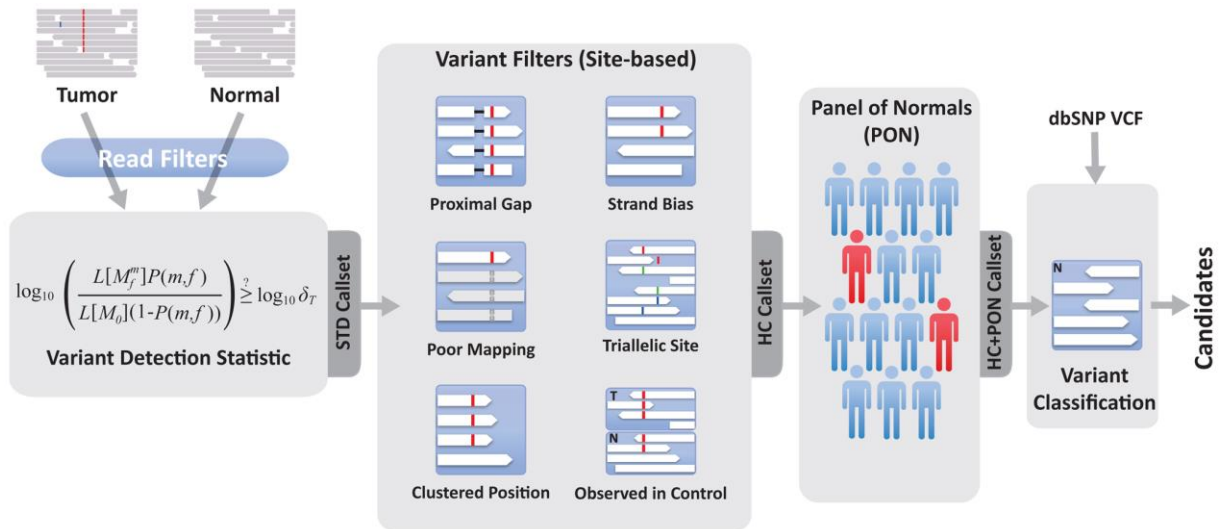 Tumor
Normal
Read Filters
log₁₀ ( L[Mᵐ_f]P(m,f) / L[M₀](1-P(m,f)) ) ≥? log₁₀ δ_T
Variant Detection Statistic
STD Callset
Variant Filters (Site-based)
Proximal Gap
Strand Bias
Poor Mapping
Triallelic Site
Clustered Position
T
N
Observed in Control
HC Callset
Panel of Normals
(PON)
HC+PON Callset
dbSNP VCF
N
Variant
Classification
Candidates